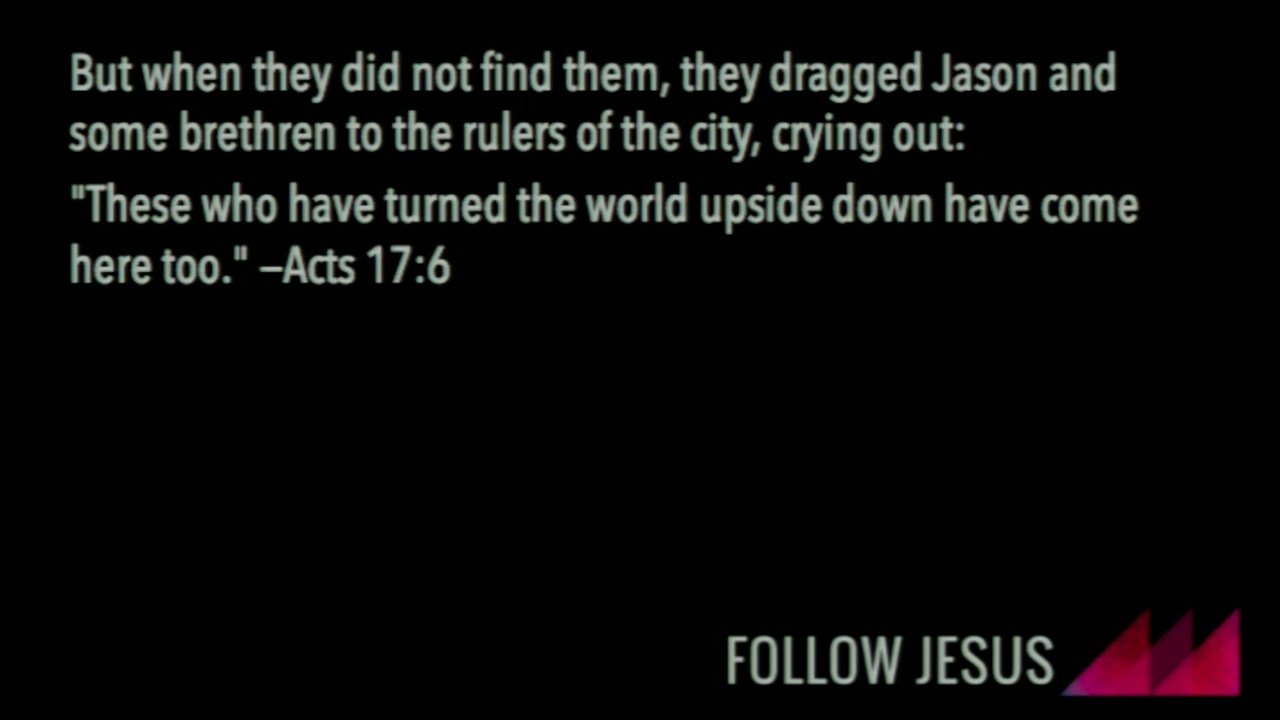 But when they did not find them, they dragged Jason and
some brethren to the rulers of the city, crying out:
"These who have turned the world upside down have come
here too." –Acts 17:6
FOLLOW JESUS